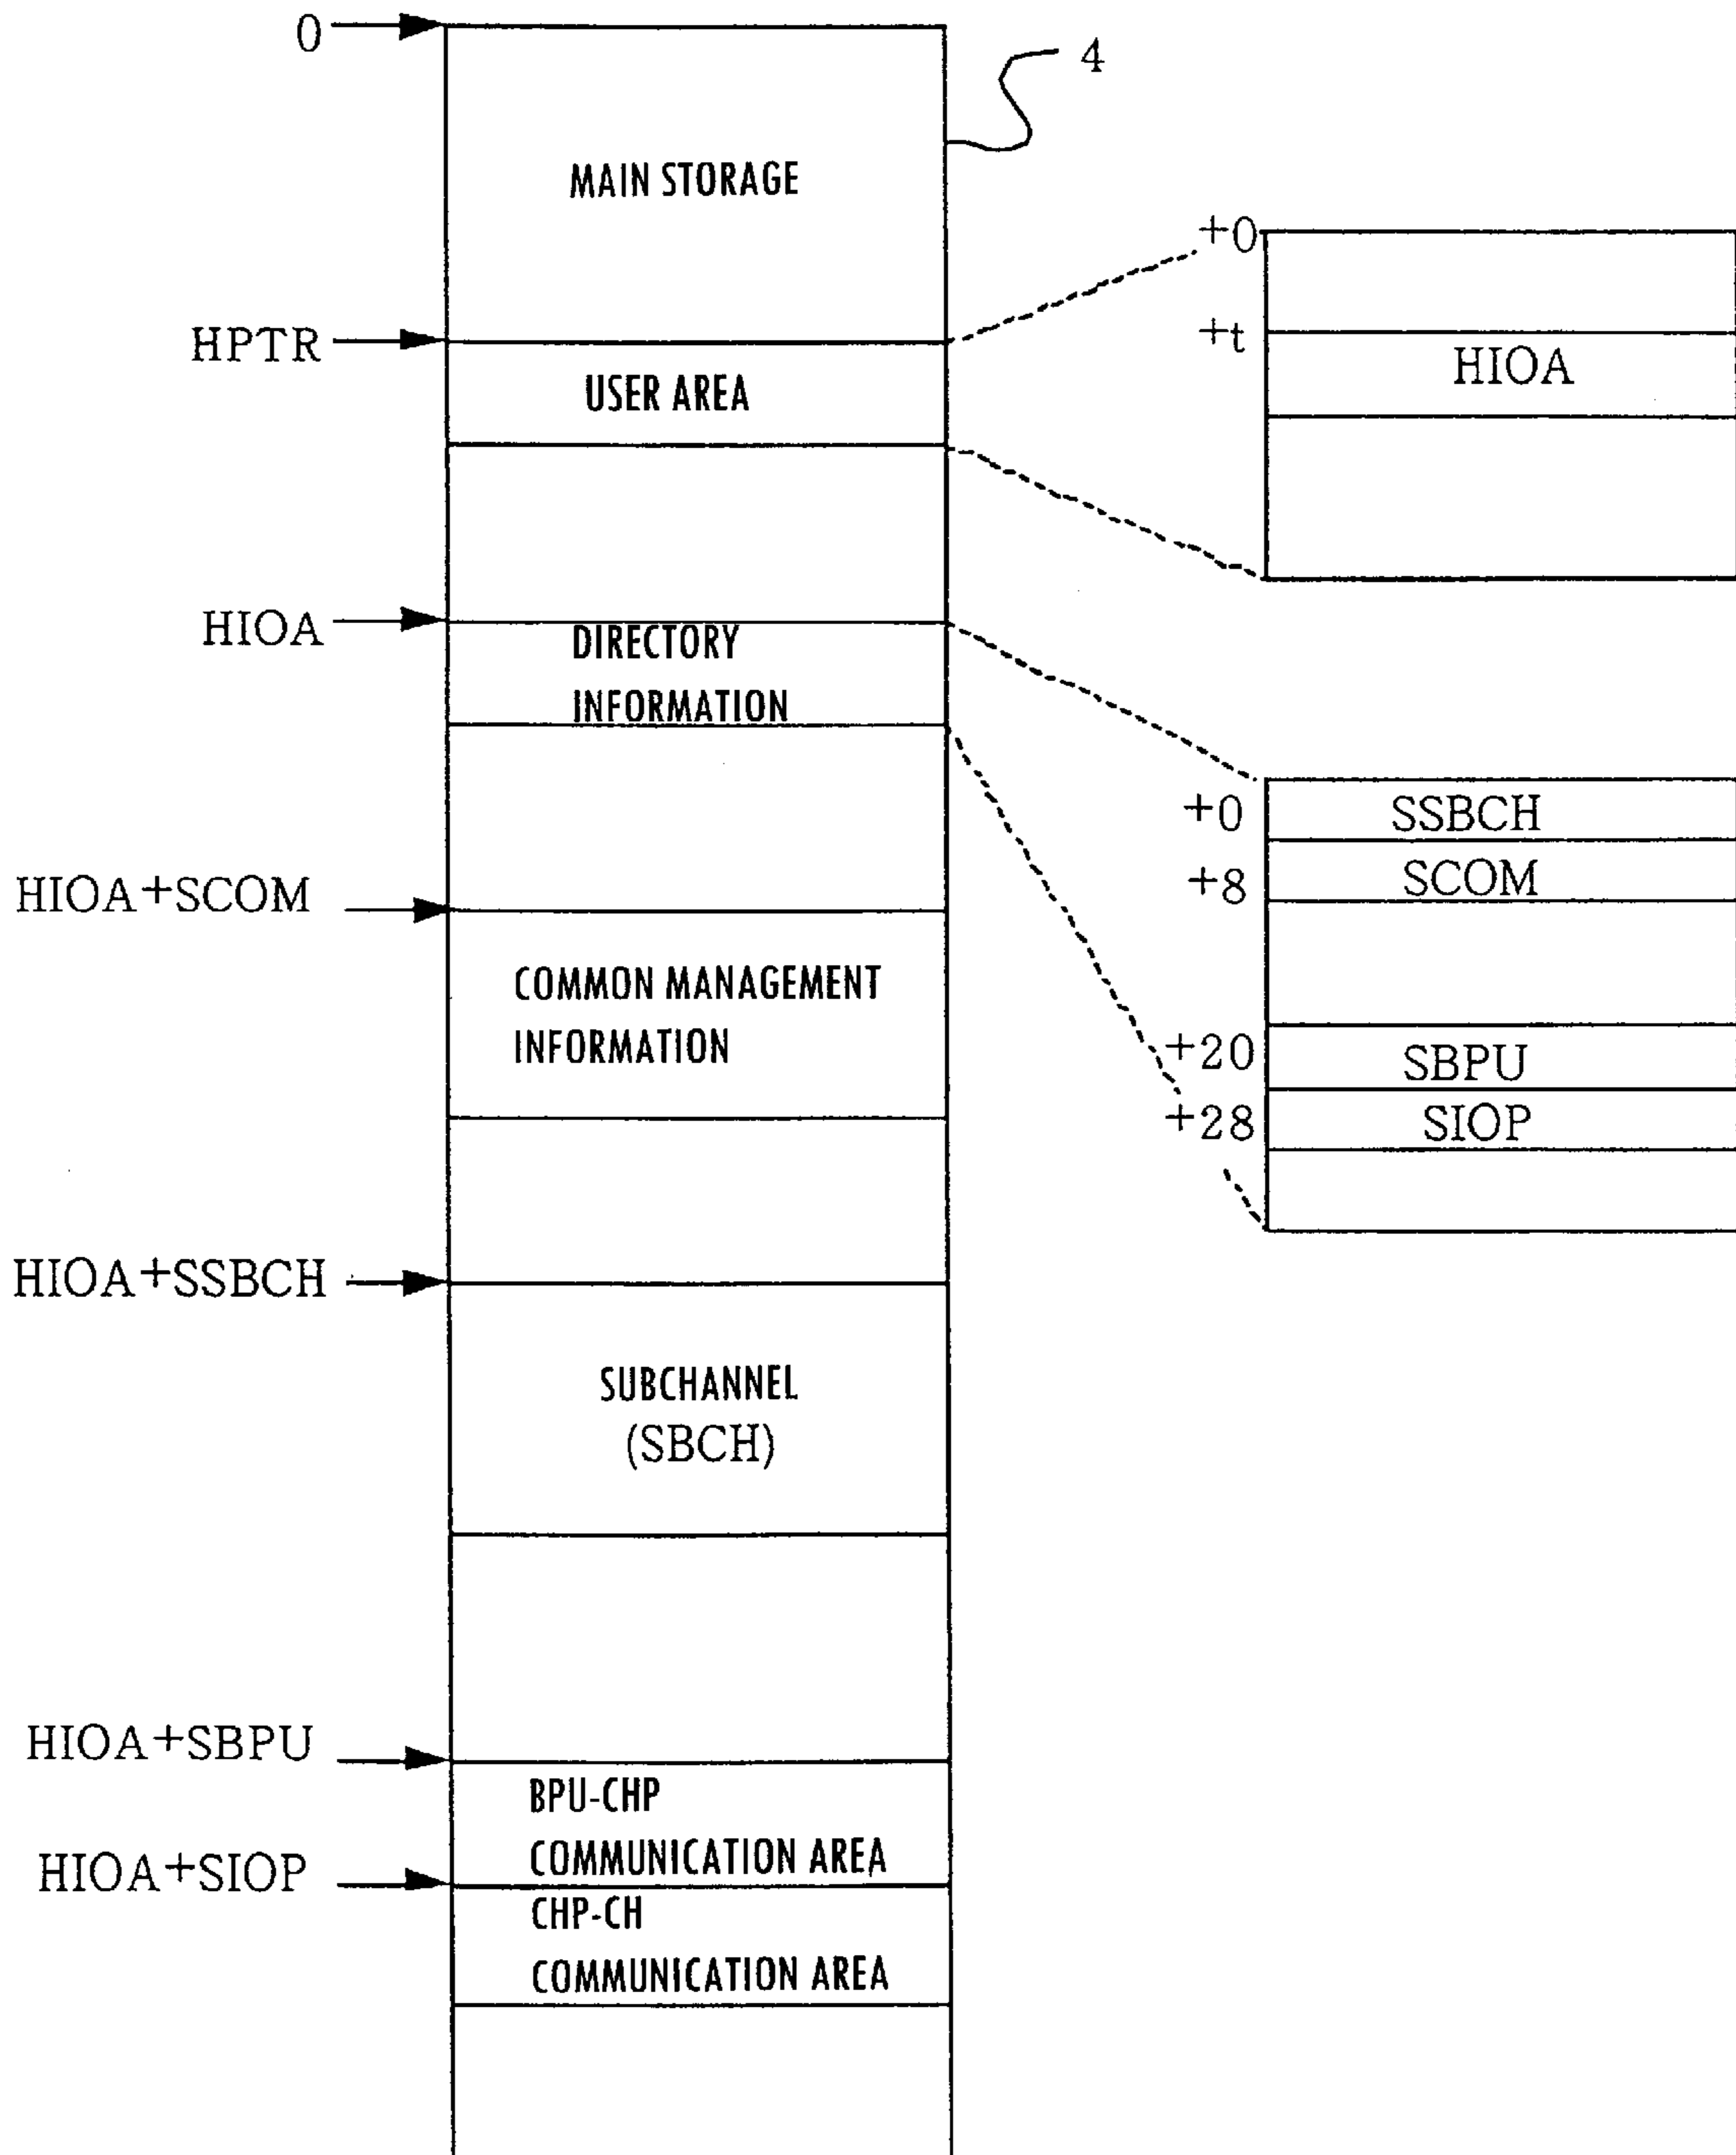 0
4
MAIN STORAGE
+0
+t
HPTR
HIOA
USER AREA
HIOA
DIRECTORY
INFORMATION
+0
SSBCH
+8
SCOM
HIOA+SCOM
COMMON MANAGEMENT
INFORMATION
+20
SBPU
+28
SIOP
HIOA+SSBCH
SUBCHANNEL
(SBCH)
HIOA+SBPU
BPU-CHP
COMMUNICATION AREA
HIOA+SIOP
CHP-CH
COMMUNICATION AREA